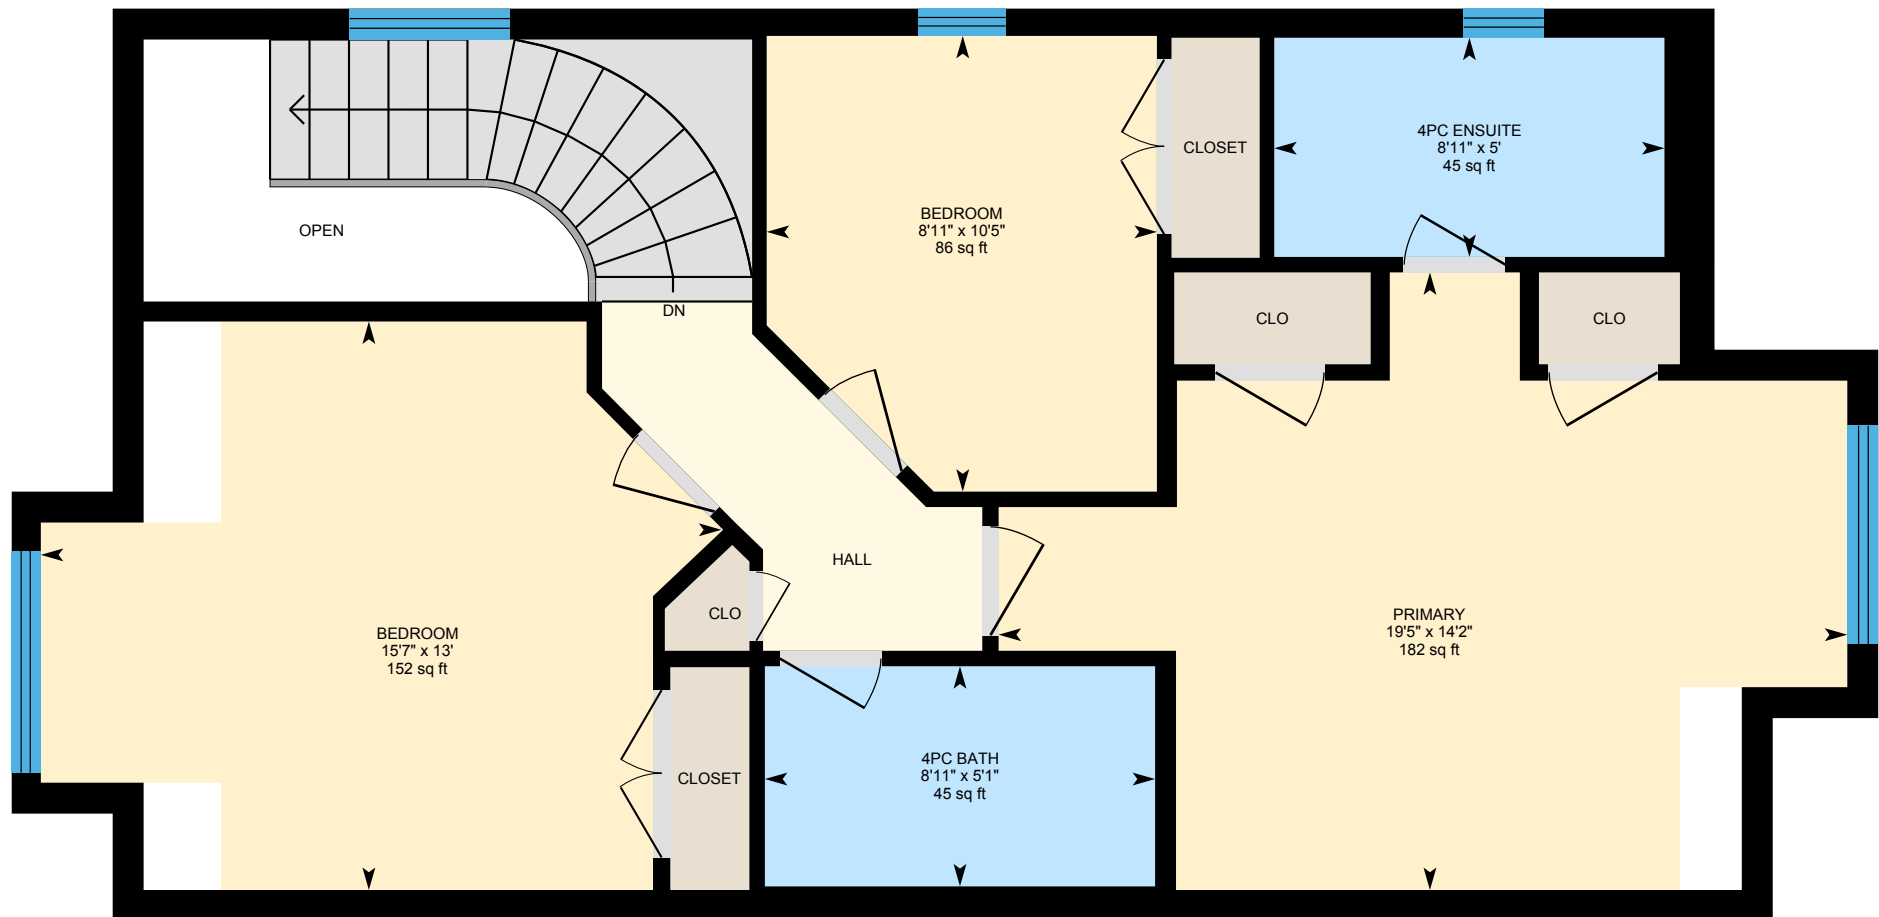 4PC ENSUITE
8'11" x 5'
45 sq ft
CLOSET
BEDROOM
8'11" x 10'5"
86 sq ft
OPEN
DN
CLO
CLO
HALL
CLO
PRIMARY
19'5" x 14'2"
182 sq ft
BEDROOM
15'7" x 13'
152 sq ft
4PC BATH
8'11" x 5'1"
45 sq ft
CLOSET